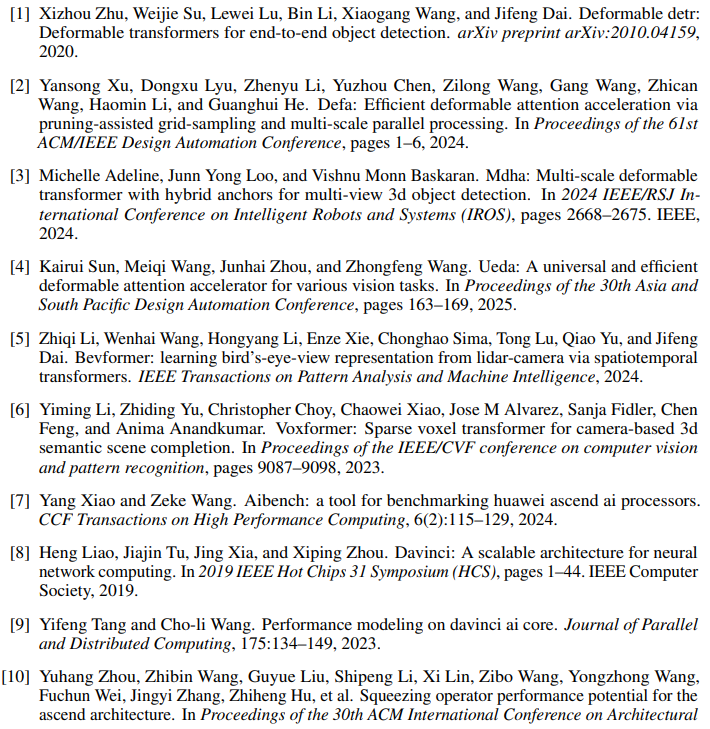 [1] Xizhou Zhu, Weijie Su, Lewei Lu, Bin Li, Xiaogang Wang, and Jifeng Dai. Deformable detr:
Deformable transformers for end-to-end object detection. arXiv preprint arXiv:2010.04159,
2020.
[2] Yansong Xu, Dongxu Lyu, Zhenyu Li, Yuzhou Chen, Zilong Wang, Gang Wang, Zhican
Wang, Haomin Li, and Guanghui He. Defa: Efficient deformable attention acceleration via
pruning-assisted grid-sampling and multi-scale parallel processing. In Proceedings of the 61st
ACM/IEEE Design Automation Conference, pages 1–6, 2024.
[3] Michelle Adeline, Junn Yong Loo, and Vishnu Monn Baskaran. Mdha: Multi-scale deformable
transformer with hybrid anchors for multi-view 3d object detection. In 2024 IEEE/RSJ In-
ternational Conference on Intelligent Robots and Systems (IROS), pages 2668–2675. IEEE,
2024.
[4] Kairui Sun, Meiqi Wang, Junhai Zhou, and Zhongfeng Wang. Ueda: A universal and efficient
deformable attention accelerator for various vision tasks. In Proceedings of the 30th Asia and
South Pacific Design Automation Conference, pages 163–169, 2025.
[5] Zhiqi Li, Wenhai Wang, Hongyang Li, Enze Xie, Chonghao Sima, Tong Lu, Qiao Yu, and Jifeng
Dai. Bevformer: learning bird's-eye-view representation from lidar-camera via spatiotemporal
transformers. IEEE Transactions on Pattern Analysis and Machine Intelligence, 2024.
[6] Yiming Li, Zhiding Yu, Christopher Choy, Chaowei Xiao, Jose M Alvarez, Sanja Fidler, Chen
Feng, and Anima Anandkumar. Voxformer: Sparse voxel transformer for camera-based 3d
semantic scene completion. In Proceedings of the IEEE/CVF conference on computer vision
and pattern recognition, pages 9087–9098, 2023.
[7] Yang Xiao and Zeke Wang. Aibench: a tool for benchmarking huawei ascend ai processors.
CCF Transactions on High Performance Computing, 6(2):115–129, 2024.
[8] Heng Liao, Jiajin Tu, Jing Xia, and Xiping Zhou. Davinci: A scalable architecture for neural
network computing. In 2019 IEEE Hot Chips 31 Symposium (HCS), pages 1–44. IEEE Computer
Society, 2019.
[9] Yifeng Tang and Cho-li Wang. Performance modeling on davinci ai core. Journal of Parallel
and Distributed Computing, 175:134–149, 2023.
[10] Yuhang Zhou, Zhibin Wang, Guyue Liu, Shipeng Li, Xi Lin, Zibo Wang, Yongzhong Wang,
Fuchun Wei, Jingyi Zhang, Zhiheng Hu, et al. Squeezing operator performance potential for the
ascend architecture. In Proceedings of the 30th ACM International Conference on Architectural